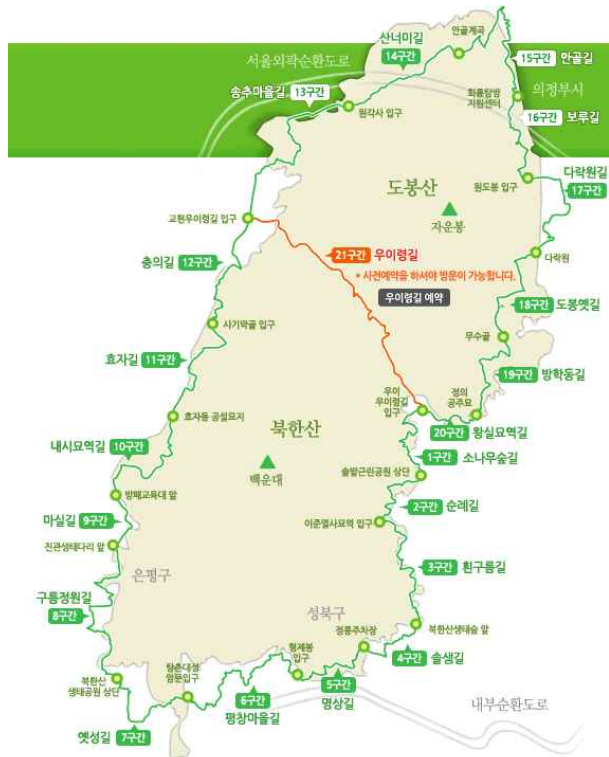 안골계곡
산너미길
14구간
15구간 안골길
서울외곽순환도로
송추마을길 13구간
원각사 입구
화룡탐방
지원센터
의정부시
16구간 보루길
다락원길
17구간
도봉산
원도봉 입구
자운봉
교현우이령길 입구
21구간 우이령길
* 사전예약을 하셔야 방문이 가능합니다.
우이령길 예약
다락원
충의길 12구간
18구간 도봉옛길
사기막골 입구
무수골
효자길 11구간
19구간 방학동길
정의
공주묘
우이
우이령길
입구
효자동 공설묘지
북한산
20구간 왕실묘역길
내시묘역길 10구간
1구간 소나무숲길
백운대
솔밭근린공원 상단
방패교육대 앞
2구간 순례길
마실길 9구간
이준열사묘역 입구
진관생태다리 앞
은평구
3구간 흰구름길
구름정원길
8구간
성북구
북한산생태숲 앞
정릉주차장
형제봉
입구
4구간 솔샘길
탕춘대성
암문입구
북한산
생태공원 상단
5구간
명상길
6구간
평창마을길
내부순환도로
옛성길 7구간